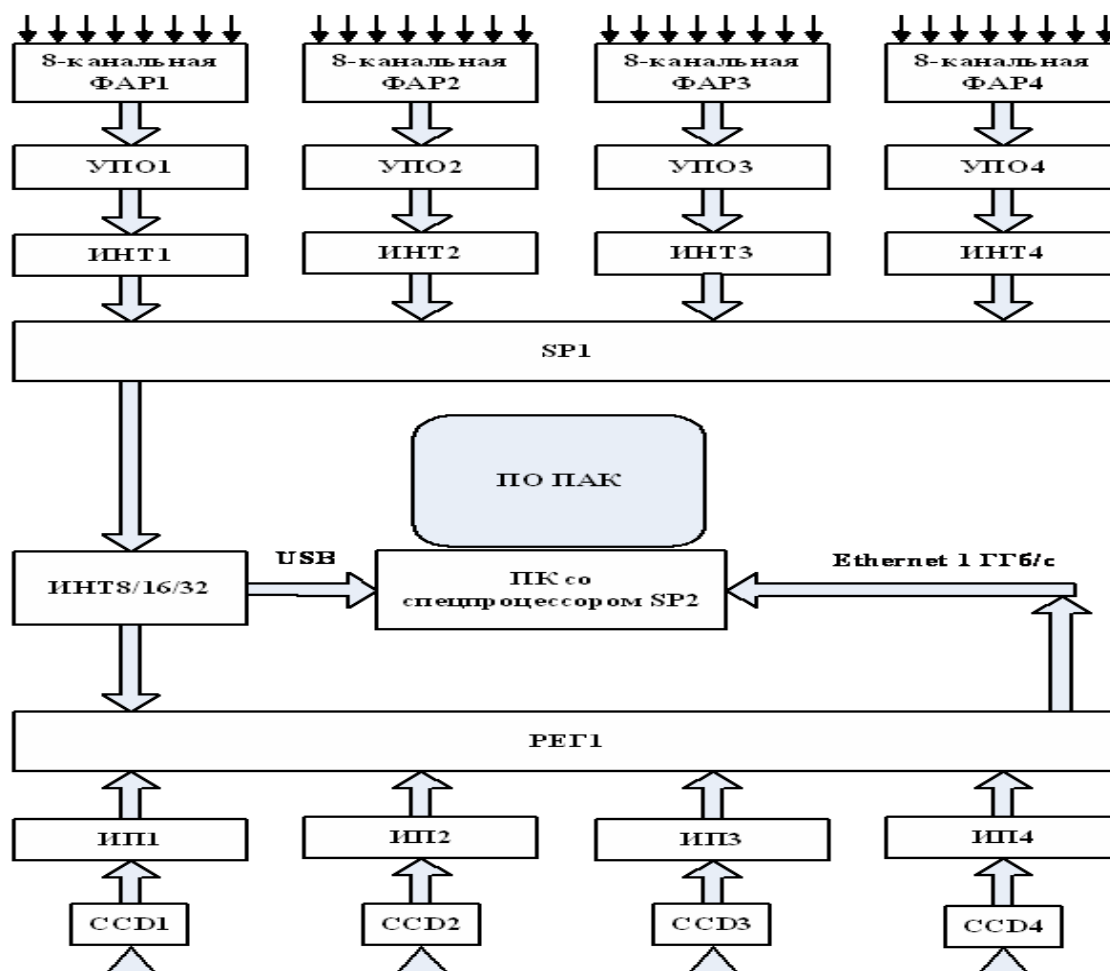 8-канальная
ФАР1
8-канальная
ФАР2
8-канальная
ФАР3
8-канальная
ФАР4
УПО1
УПО2
УПО3
УПО4
ИНТ1
ИНТ2
ИНТ3
ИНТ4
SP1
ПО ПАК
ИНТ8/16/32
USB
ПК со
спецпроцессором SP2
Ethernet 1 ГГб/с
РЕГ1
ИП1
ИП2
ИП3
ИП4
CCD1
CCD2
CCD3
CCD4